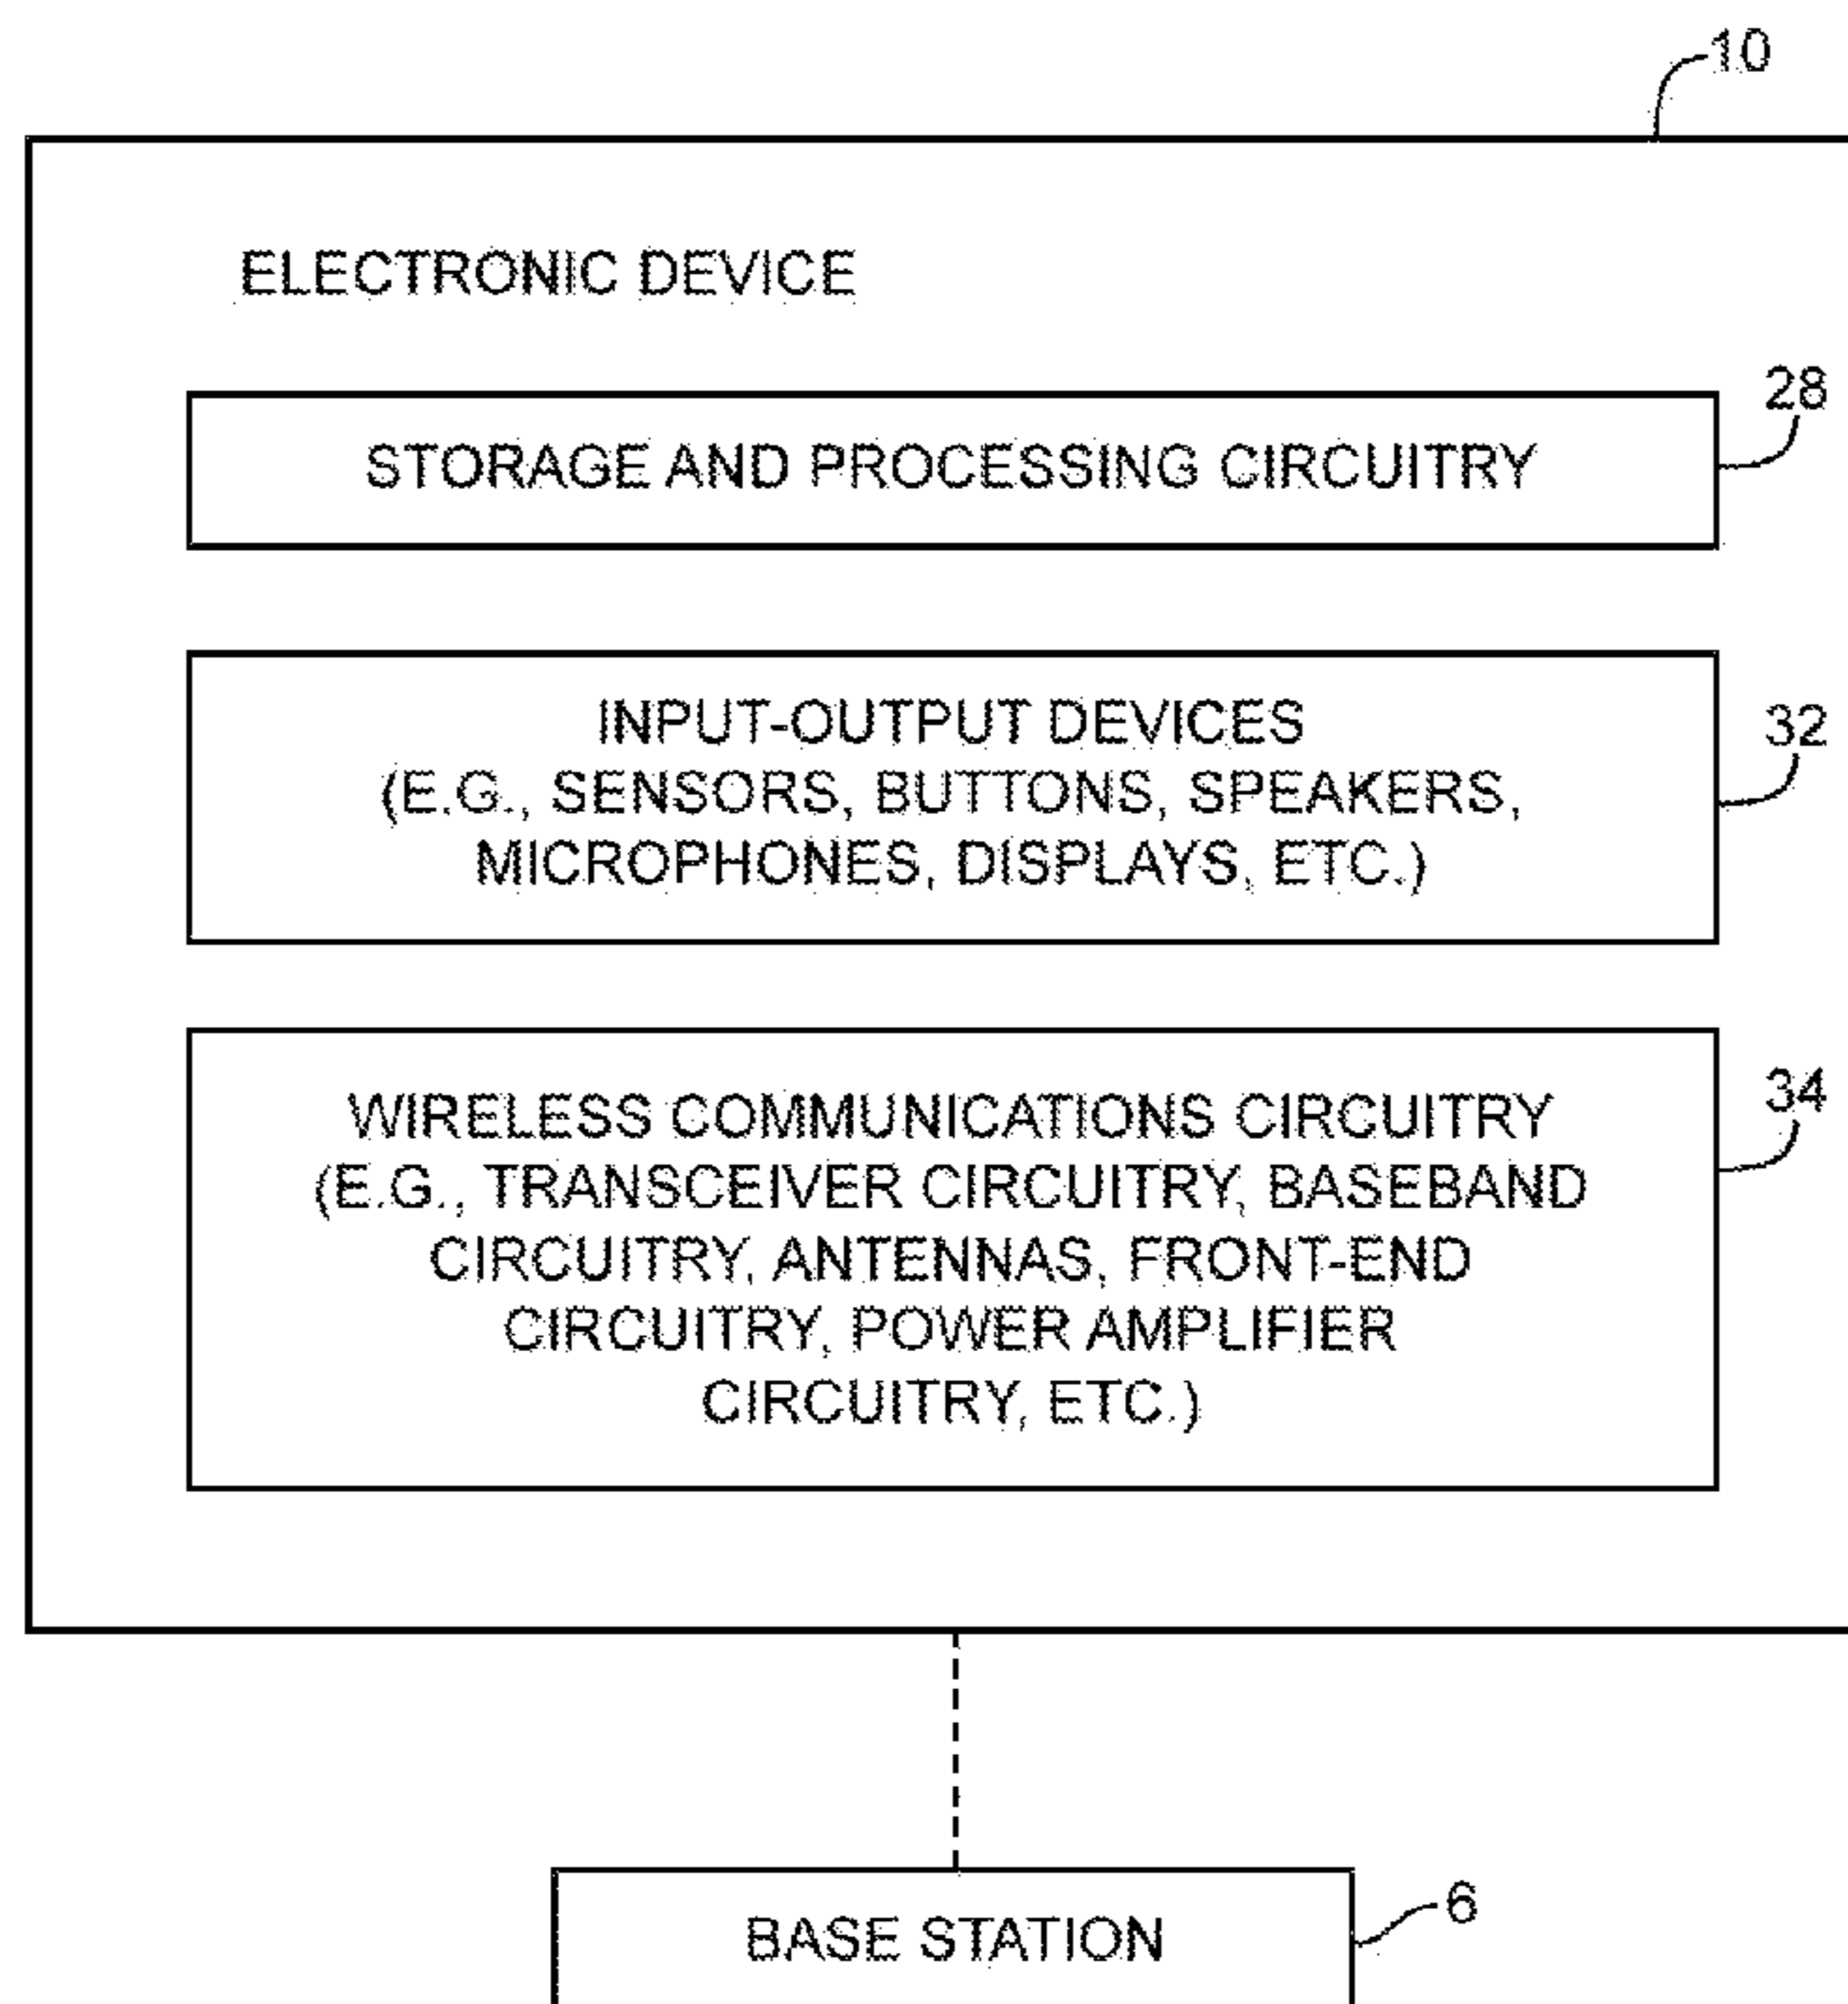 10
ELECTRONIC DEVICE
28
STORAGE AND PROCESSING CIRCUITRY
INPUT-OUTPUT DEVICES
32
(E.G., SENSORS, BUTTONS, SPEAKERS,
MICROPHONES, DISPLAYS, ETC.)
34
WIRELESS COMMUNICATIONS CIRCUITRY
(E.G., TRANSCEIVER CIRCUITRY, BASEBAND
CIRCUITRY, ANTENNAS, FRONT-END
CIRCUITRY, POWER AMPLIFIER
CIRCUITRY, ETC.)
6
BASE STATION